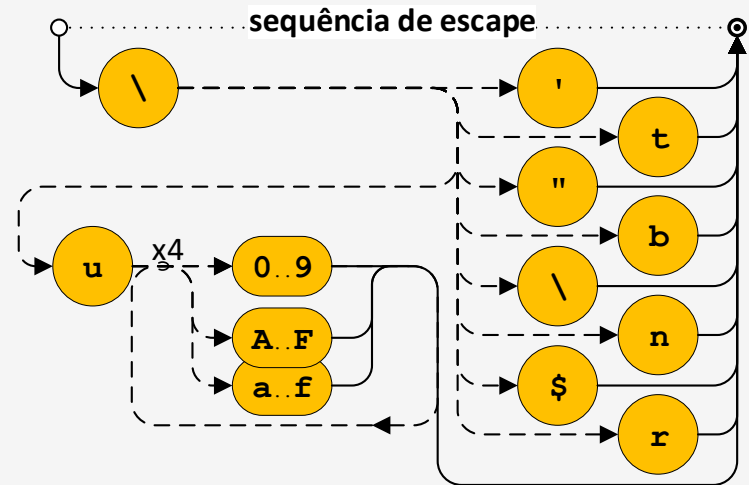 sequência de escape
\
'
t
"
b
u
x4
0..9
\
A..F
n
a..f
$
r